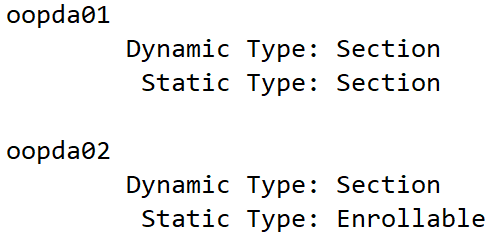 oopda01
Dynamic Type: Section
Static Type: Section
oopda02
Dynamic Type: Section
Static Type: Enrollable